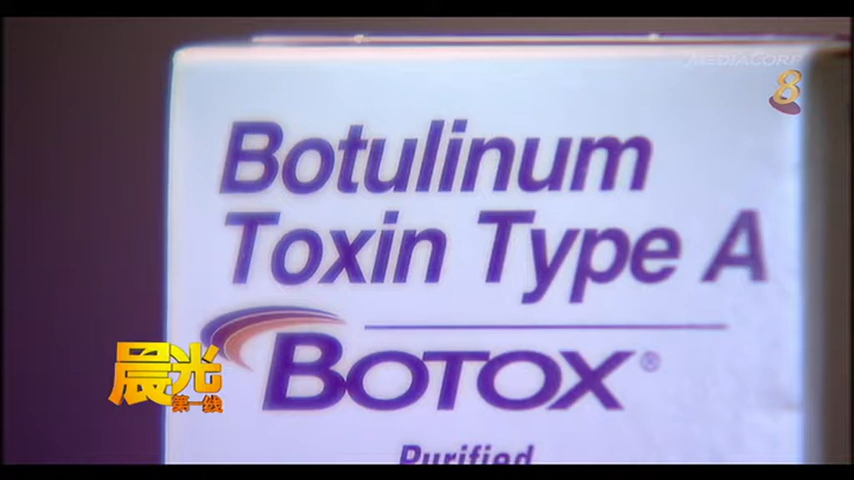 MEDIACORP
8
Botulinum
Toxin Type A
BOTOX®
晨光
第一线
Purified